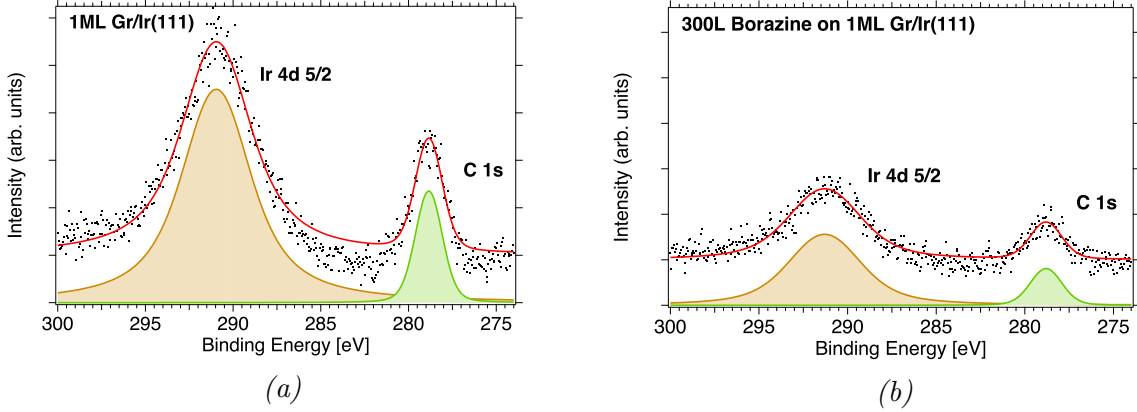 1ML Gr/Ir(111)
Ir 4d 5/2
C 1s
Intensity (arb. units)
300 295 290 285 280 275
Binding Energy [eV]
(a)
300L Borazine on 1ML Gr/Ir(111)
Ir 4d 5/2
C 1s
Intensity (arb. units)
300 295 290 285 280 275
Binding Energy [eV]
(b)